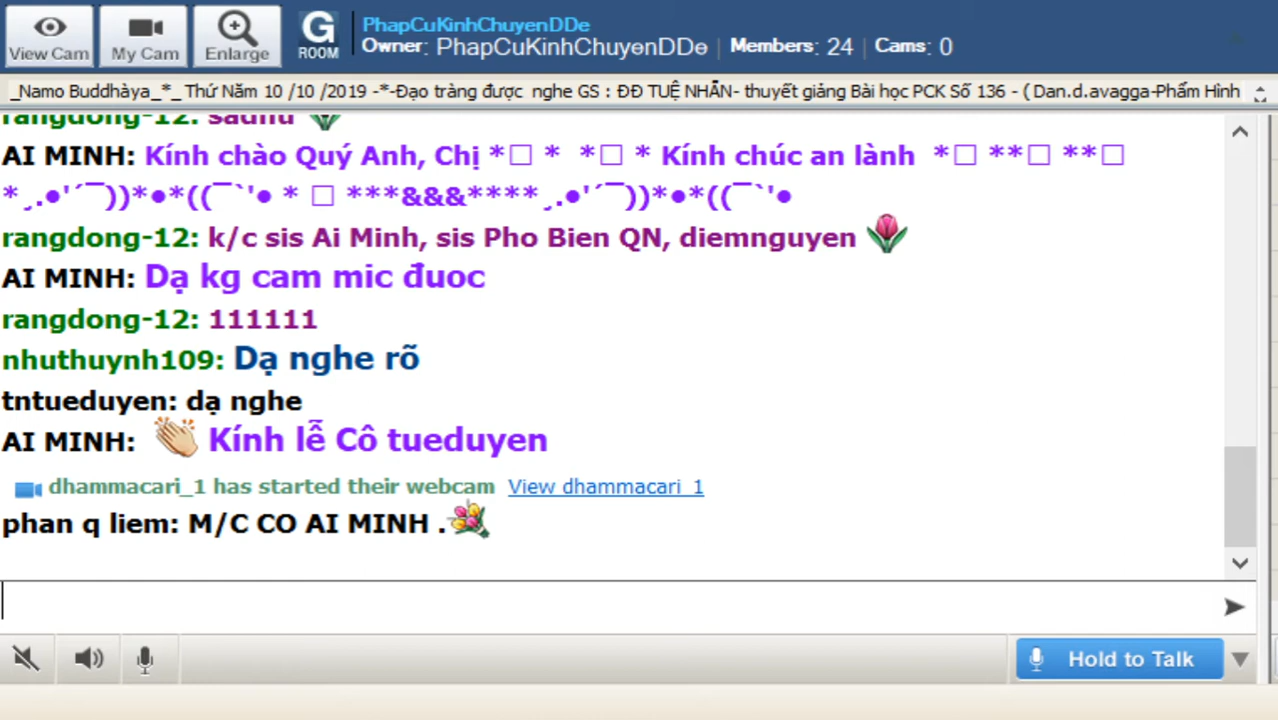 PhapCuKinhChuyenDDe
View Cam
My Cam
Enlarge
G ROOM
Owner: PhapCuKinhChuyenDDe
Members: 24
Cams: 0
_Namo Buddhàya_*_ Thứ Năm 10 /10 /2019 -*-Đạo tràng được nghe GS : ĐĐ TUỆ NHẪN- thuyết giảng Bài học PCK Số 136 - ( Dan.d.avagga-Phẩm Hình
rangdong-12: sadhu
AI MINH: Kính chào Quý Anh, Chị *□ * *□ * Kính chúc an lành *□ **□ **□
*¸.●'´¯))*●*((¯`'● * □ ***&&&****¸.●'´¯))*●*((¯`'●
rangdong-12: k/c sis Ai Minh, sis Pho Bien QN, diemnguyen
AI MINH: Dạ kg cam mic đuoc
rangdong-12: 111111
nhuthuynh109: Dạ nghe rõ
tntueduyen: dạ nghe
AI MINH: Kính lễ Cô tueduyen
dhammacari_1 has started their webcam View dhammacari_1
phan q liem: M/C CO AI MINH .
Hold to Talk